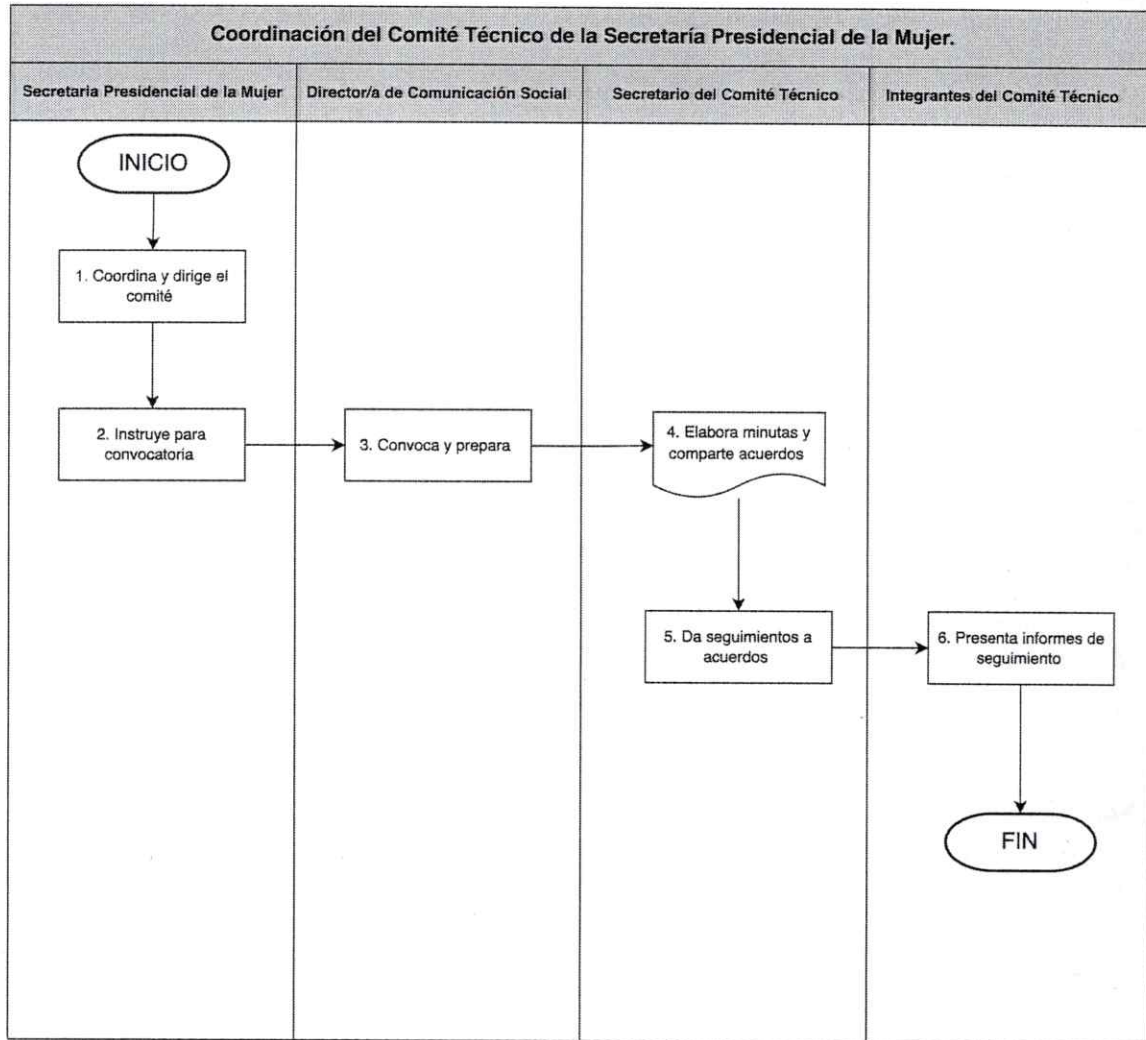 Coordinación del Comité Técnico de la Secretaría Presidencial de la Mujer.
Secretaria Presidencial de la Mujer
Director/a de Comunicación Social
Secretario del Comité Técnico
Integrantes del Comité Técnico
INICIO
1. Coordina y dirige el
comité
2. Instruye para
convocatoria
3. Convoca y prepara
4. Elabora minutas y
comparte acuerdos
5. Da seguimientos a
acuerdos
6. Presenta informes de
seguimiento
FIN